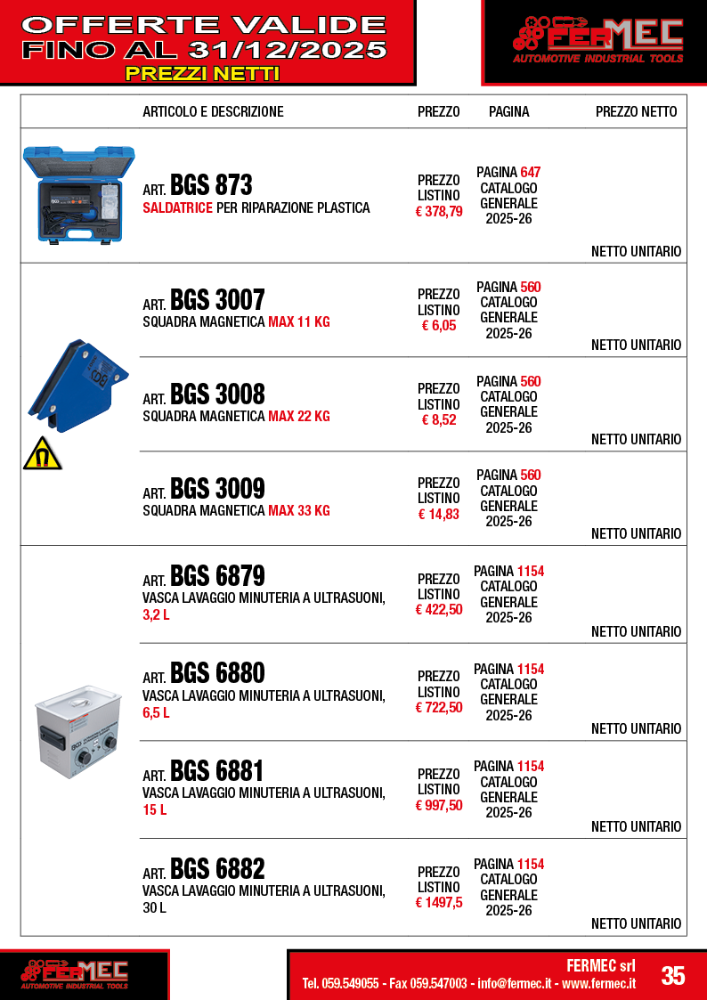 OFFERTE VALIDE
FINO AL 31/12/2025
PREZZI NETTI
FERMEC
AUTOMOTIVE INDUSTRIAL TOOLS
ARTICOLO E DESCRIZIONE PREZZO PAGINA PREZZO NETTO
ART. BGS 873
SALDATRICE PER RIPARAZIONE PLASTICA
PREZZO
LISTINO
€ 378,79
PAGINA 647
CATALOGO
GENERALE
2025-26
NETTO UNITARIO
ART. BGS 3007
SQUADRA MAGNETICA MAX 11 KG
PREZZO
LISTINO
€ 6,05
PAGINA 560
CATALOGO
GENERALE
2025-26
NETTO UNITARIO
ART. BGS 3008
SQUADRA MAGNETICA MAX 22 KG
PREZZO
LISTINO
€ 8,52
PAGINA 560
CATALOGO
GENERALE
2025-26
NETTO UNITARIO
ART. BGS 3009
SQUADRA MAGNETICA MAX 33 KG
PREZZO
LISTINO
€ 14,83
PAGINA 560
CATALOGO
GENERALE
2025-26
NETTO UNITARIO
ART. BGS 6879
VASCA LAVAGGIO MINUTERIA A ULTRASUONI,
3,2 L
PREZZO
LISTINO
€ 422,50
PAGINA 1154
CATALOGO
GENERALE
2025-26
NETTO UNITARIO
ART. BGS 6880
VASCA LAVAGGIO MINUTERIA A ULTRASUONI,
6,5 L
PREZZO
LISTINO
€ 722,50
PAGINA 1154
CATALOGO
GENERALE
2025-26
NETTO UNITARIO
ART. BGS 6881
VASCA LAVAGGIO MINUTERIA A ULTRASUONI,
15 L
PREZZO
LISTINO
€ 997,50
PAGINA 1154
CATALOGO
GENERALE
2025-26
NETTO UNITARIO
ART. BGS 6882
VASCA LAVAGGIO MINUTERIA A ULTRASUONI,
30 L
PREZZO
LISTINO
€ 1497,5
PAGINA 1154
CATALOGO
GENERALE
2025-26
NETTO UNITARIO
FERMEC
AUTOMOTIVE INDUSTRIAL TOOLS
FERMEC srl
Tel. 059.549055 - Fax 059.547003 - info@fermec.it - www.fermec.it
35